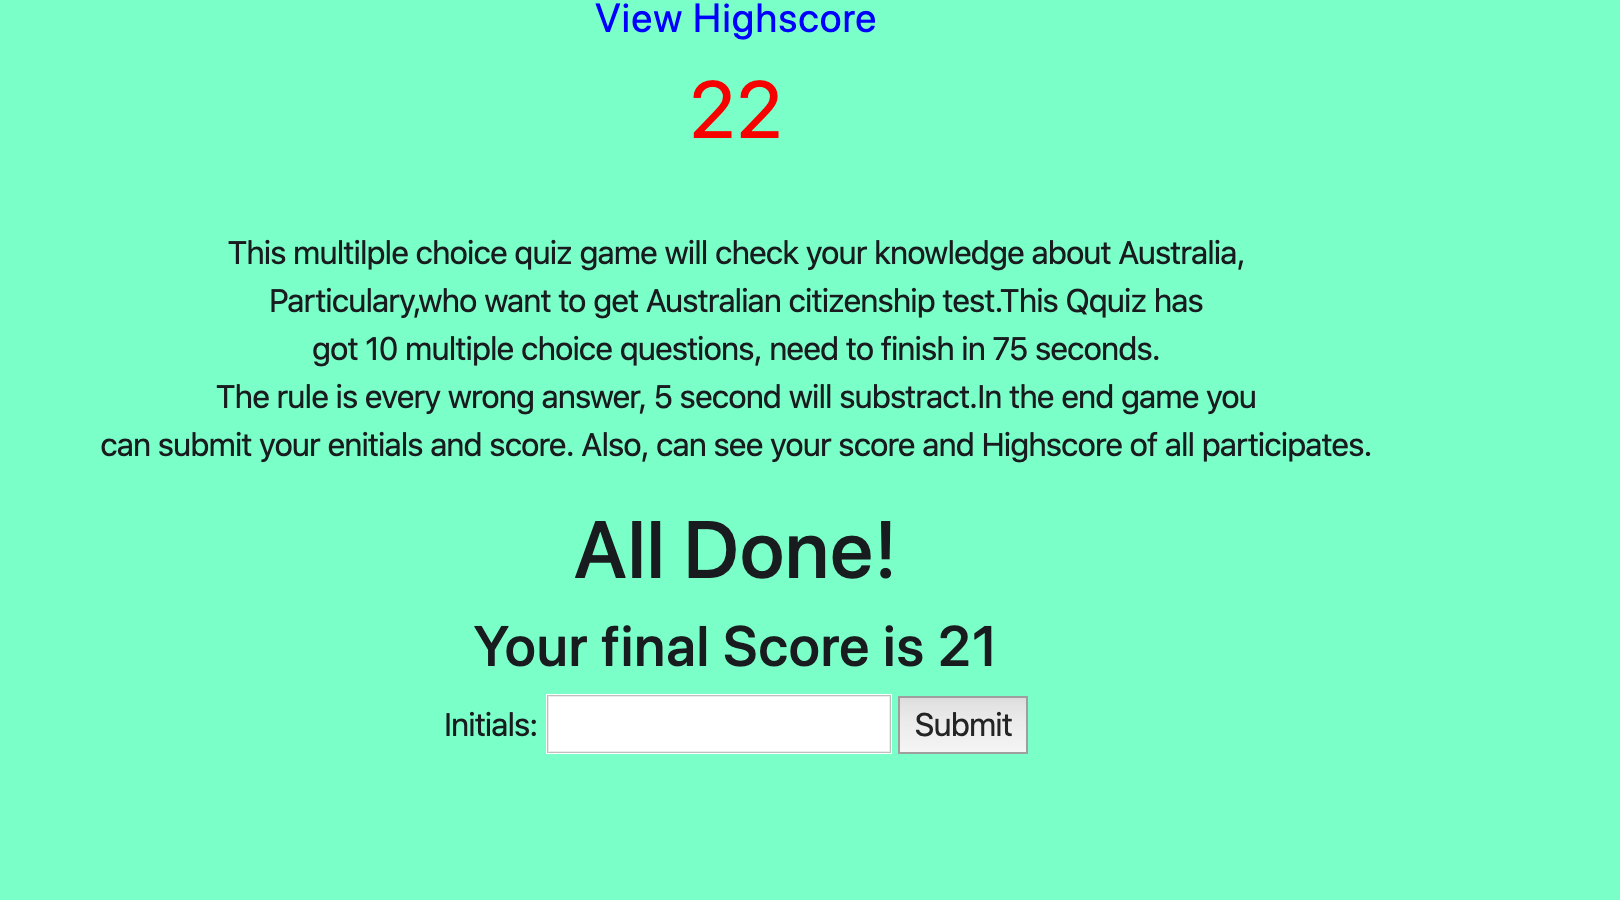 View Highscore
22
This multilple choice quiz game will check your knowledge about Australia,
Particulary,who want to get Australian citizenship test.This Qquiz has
got 10 multiple choice questions, need to finish in 75 seconds.
The rule is every wrong answer, 5 second will substract.In the end game you
can submit your enitials and score. Also, can see your score and Highscore of all participates.
All Done!
Your final Score is 21
Initials: Submit